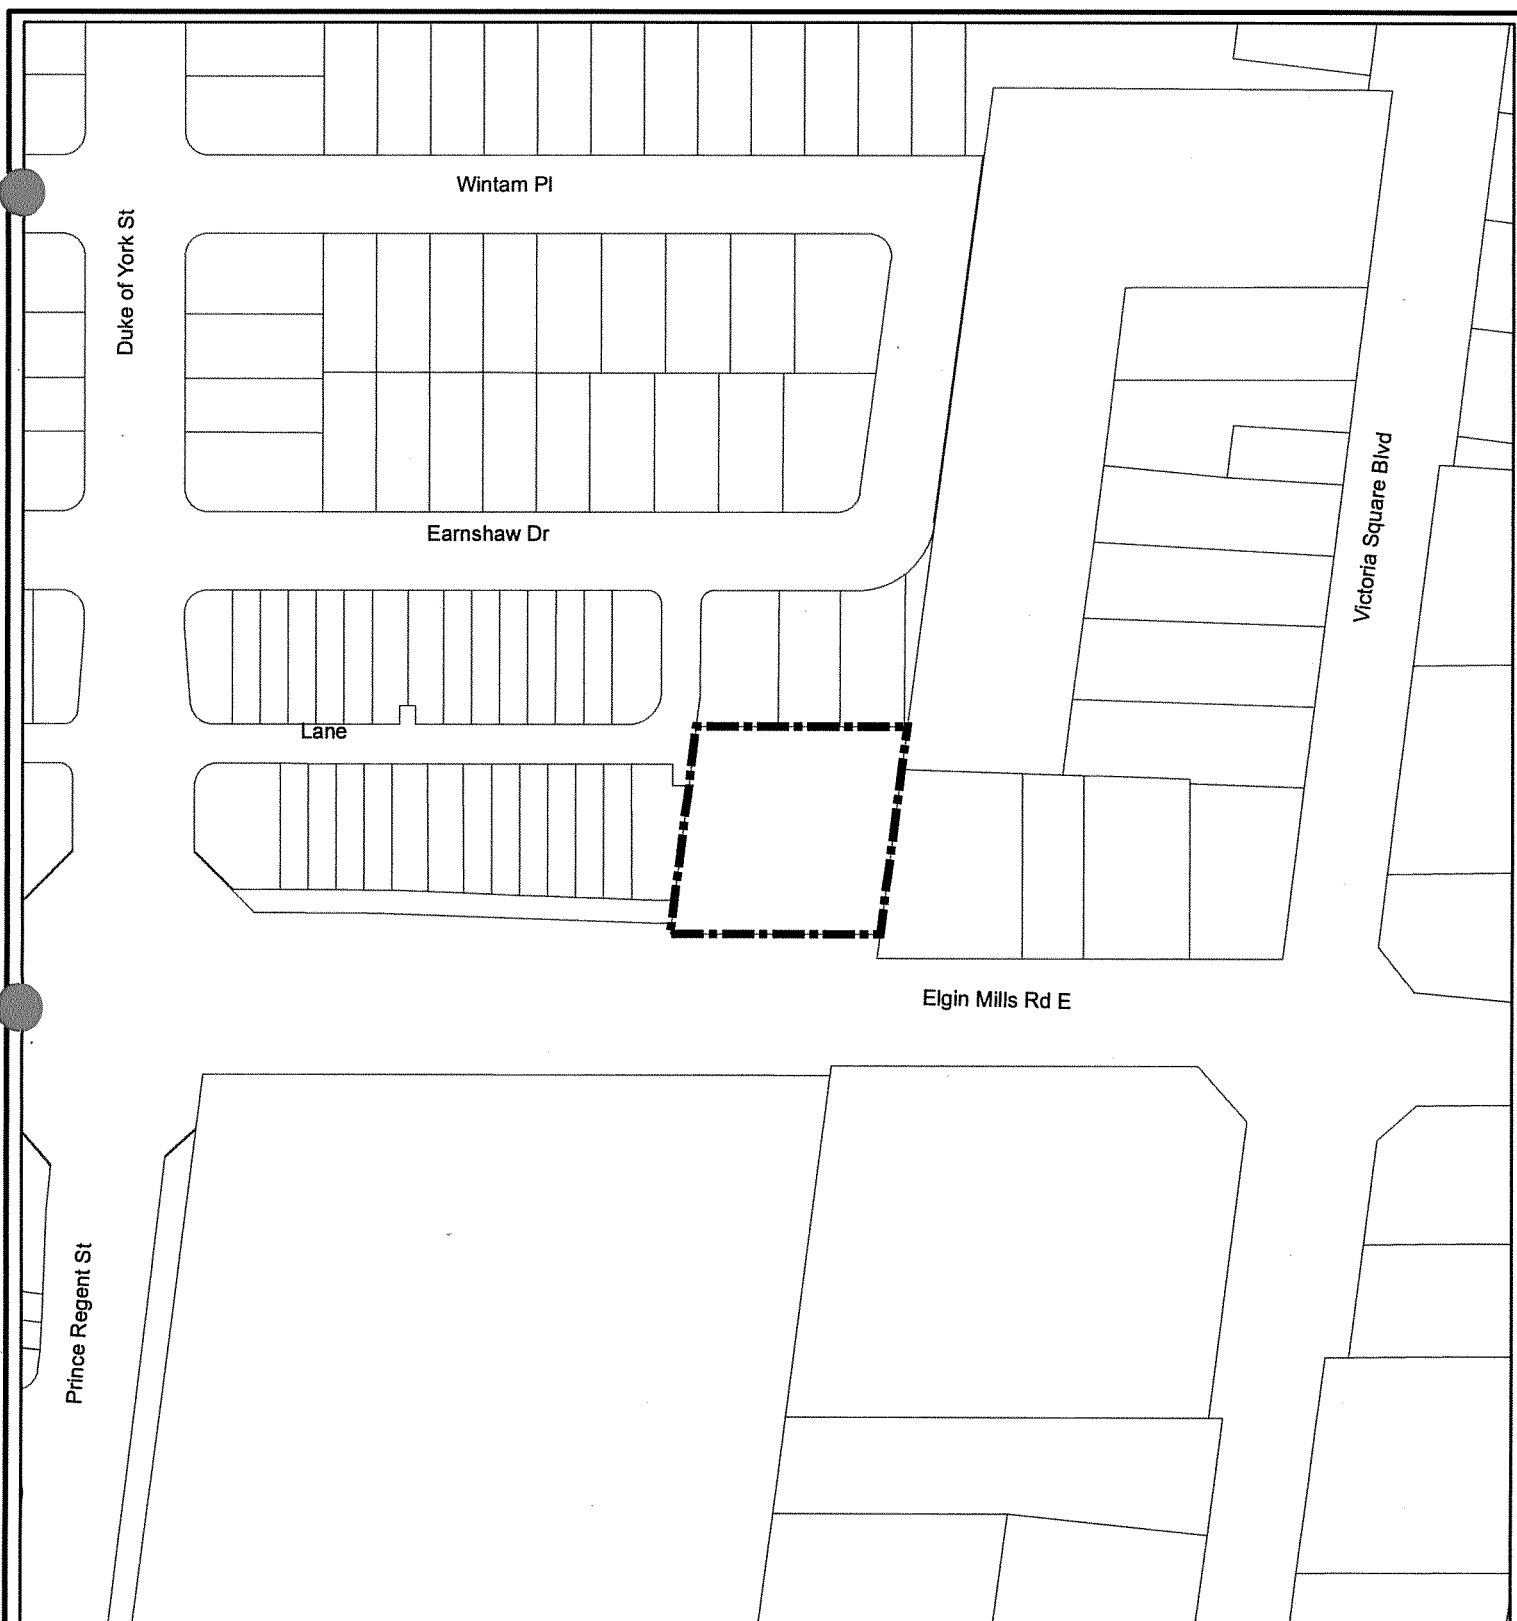 Wintam Pl
Duke of York St
Earnshaw Dr
Victoria Square Blvd
Lane
Elgin Mills Rd E
Prince Regent St